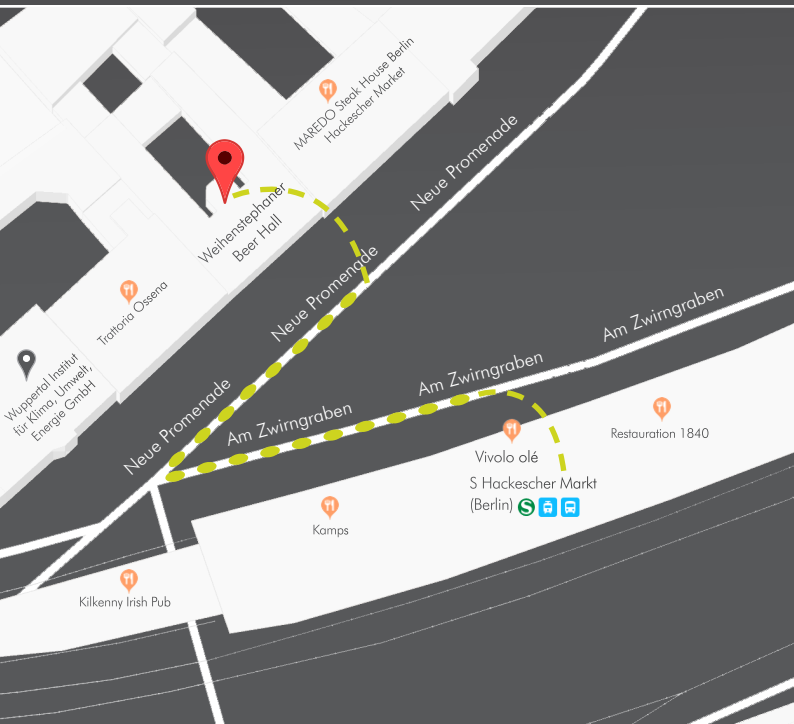 MAREDO Steak House Berlin
Hackescher Market
Neue Promenade
Weihenstephaner
Beer Hall
Neue Promenade
Trattoria Ossena
Am Zwirngraben
Wuppertal Institut
für Klima, Umwelt,
Energie GmbH
Am Zwirngraben
Neue Promenade
Am Zwirngraben
Restauration 1840
Vivolo olé
S Hackescher Markt
(Berlin) S
Kamps
Kilkenny Irish Pub